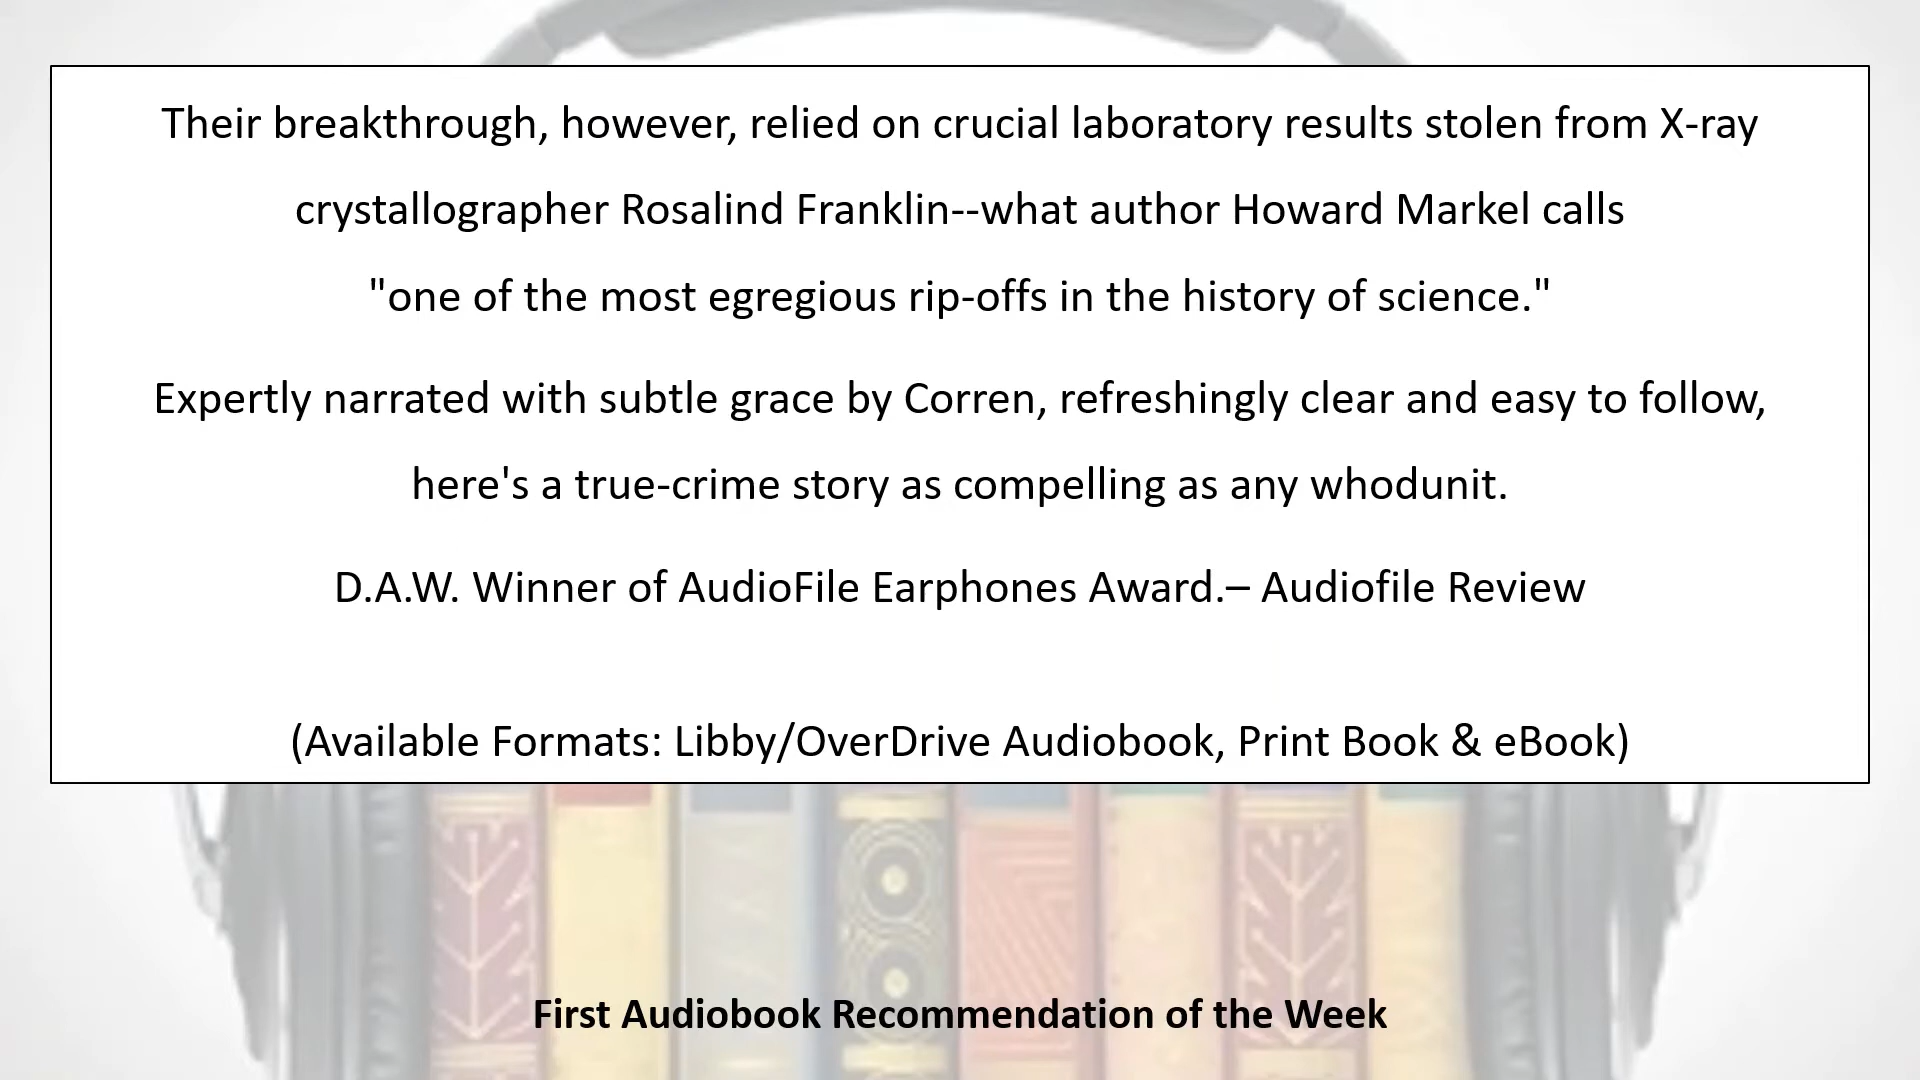 Their breakthrough, however, relied on crucial laboratory results stolen from X-ray
crystallographer Rosalind Franklin--what author Howard Markel calls
"one of the most egregious rip-offs in the history of science."
Expertly narrated with subtle grace by Corren, refreshingly clear and easy to follow,
here's a true-crime story as compelling as any whodunit.
D.A.W. Winner of AudioFile Earphones Award.– Audiofile Review
(Available Formats: Libby/OverDrive Audiobook, Print Book & eBook)
First Audiobook Recommendation of the Week